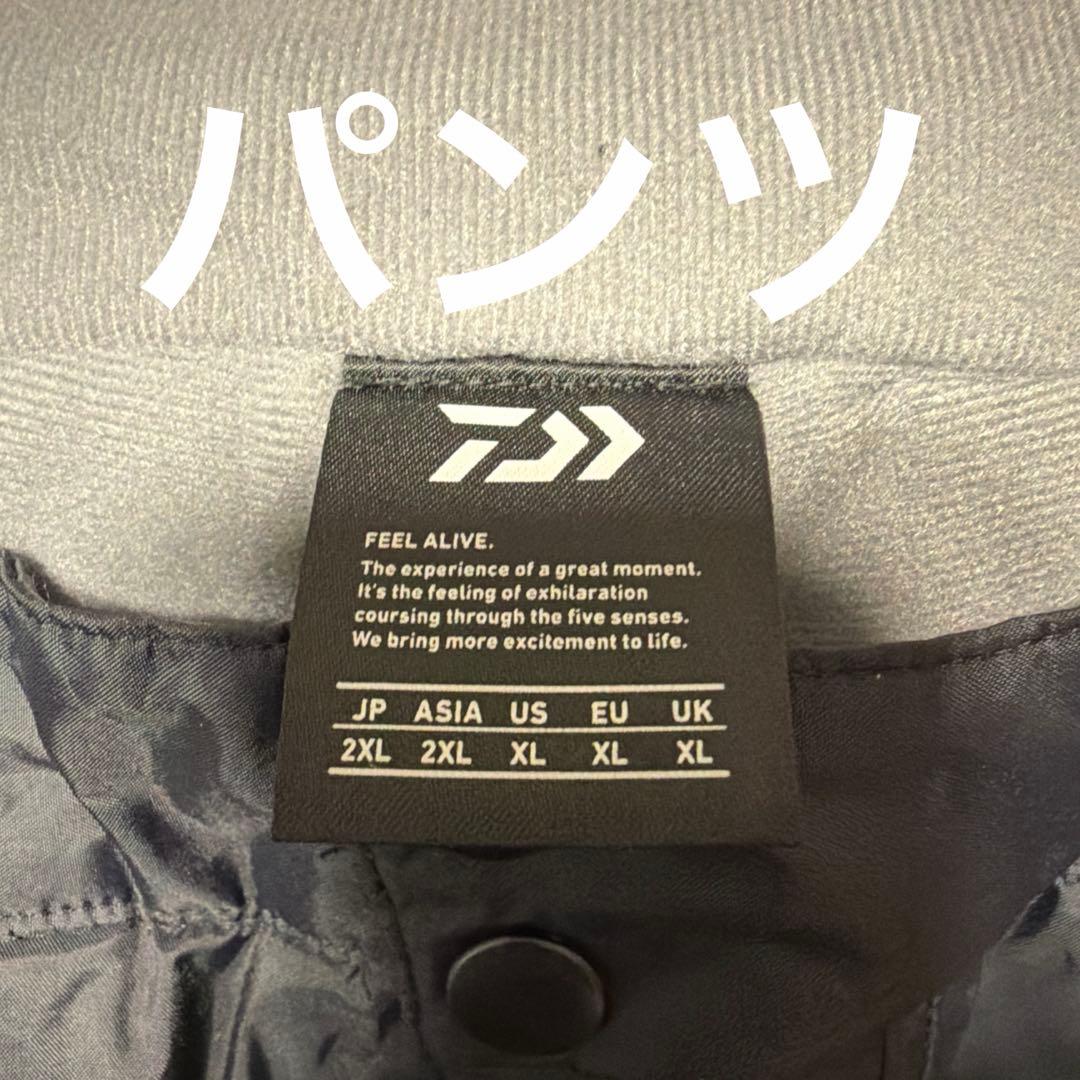 パンツ
FEEL ALIVE.
The experience of a great moment.
It's the feeling of exhilaration
coursing through the five senses.
We bring more excitement to life.
JP ASIA US EU UK
2XL 2XL XL XL XL